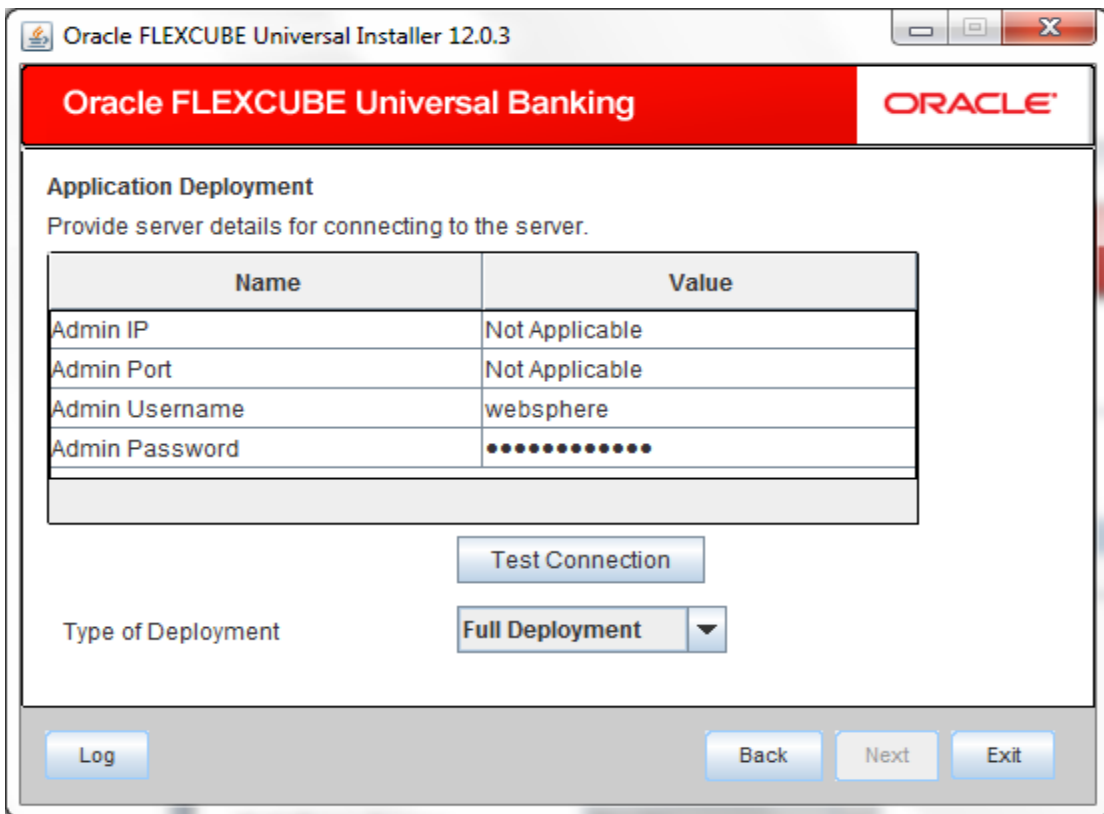 Oracle FLEXCUBE Universal Installer 12.0.3
Oracle FLEXCUBE Universal Banking
ORACLE
Application Deployment
Provide server details for connecting to the server.
Name Value
Admin IP Not Applicable
Admin Port Not Applicable
Admin Username websphere
Admin Password ●●●●●●●●●●●●
Test Connection
Type of Deployment Full Deployment
Log Back Next Exit